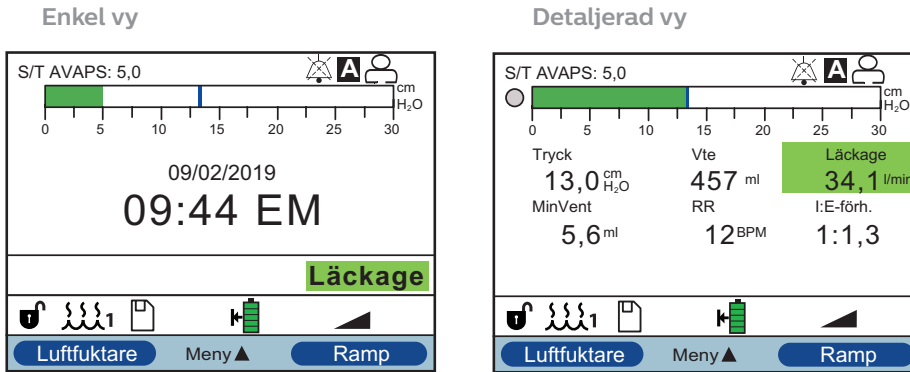 Enkel vy
S/T AVAPS: 5,0
A
cm
H₂O
0 5 10 15 20 25 30
09/02/2019
09:44 EM
Läckage
1
Luftfuktare Meny▲ Ramp
Detaljerad vy
S/T AVAPS: 5,0
A
cm
H₂O
0 5 10 15 20 25 30
Tryck Vte Läckage
13,0 cm H₂O 457 ml 34,1 l/min
MinVent RR I:E-förh.
5,6 ml 12 BPM 1:1,3
1
Luftfuktare Meny▲ Ramp